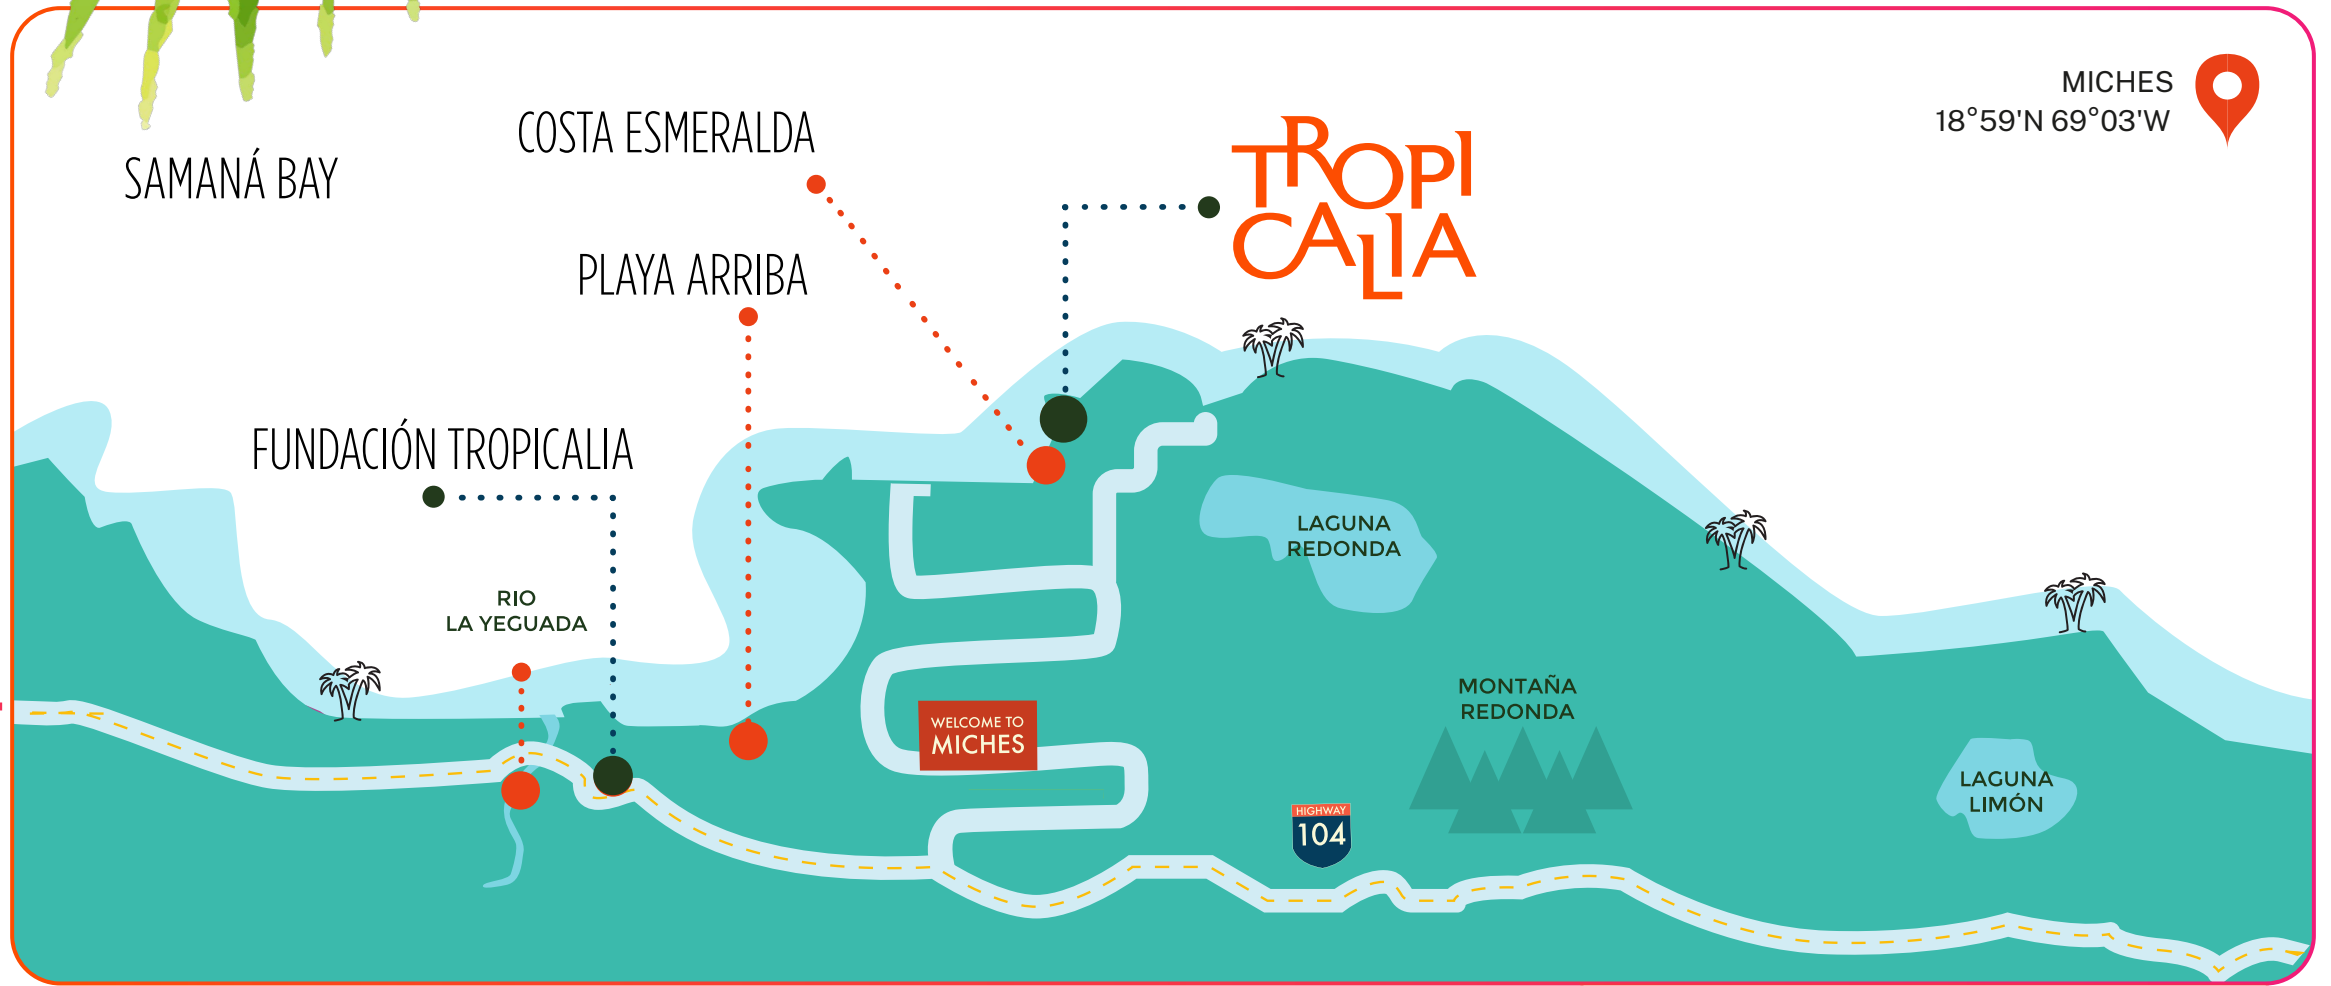 MICHES
18°59'N 69°03'W
COSTA ESMERALDA
TROPI
CALIA
SAMANÁ BAY
PLAYA ARRIBA
FUNDACIÓN TROPICALIA
LAGUNA
REDONDA
RIO
LA YEGUADA
MONTAÑA
REDONDA
WELCOME TO
MICHES
LAGUNA
LIMÓN
HIGHWAY
104